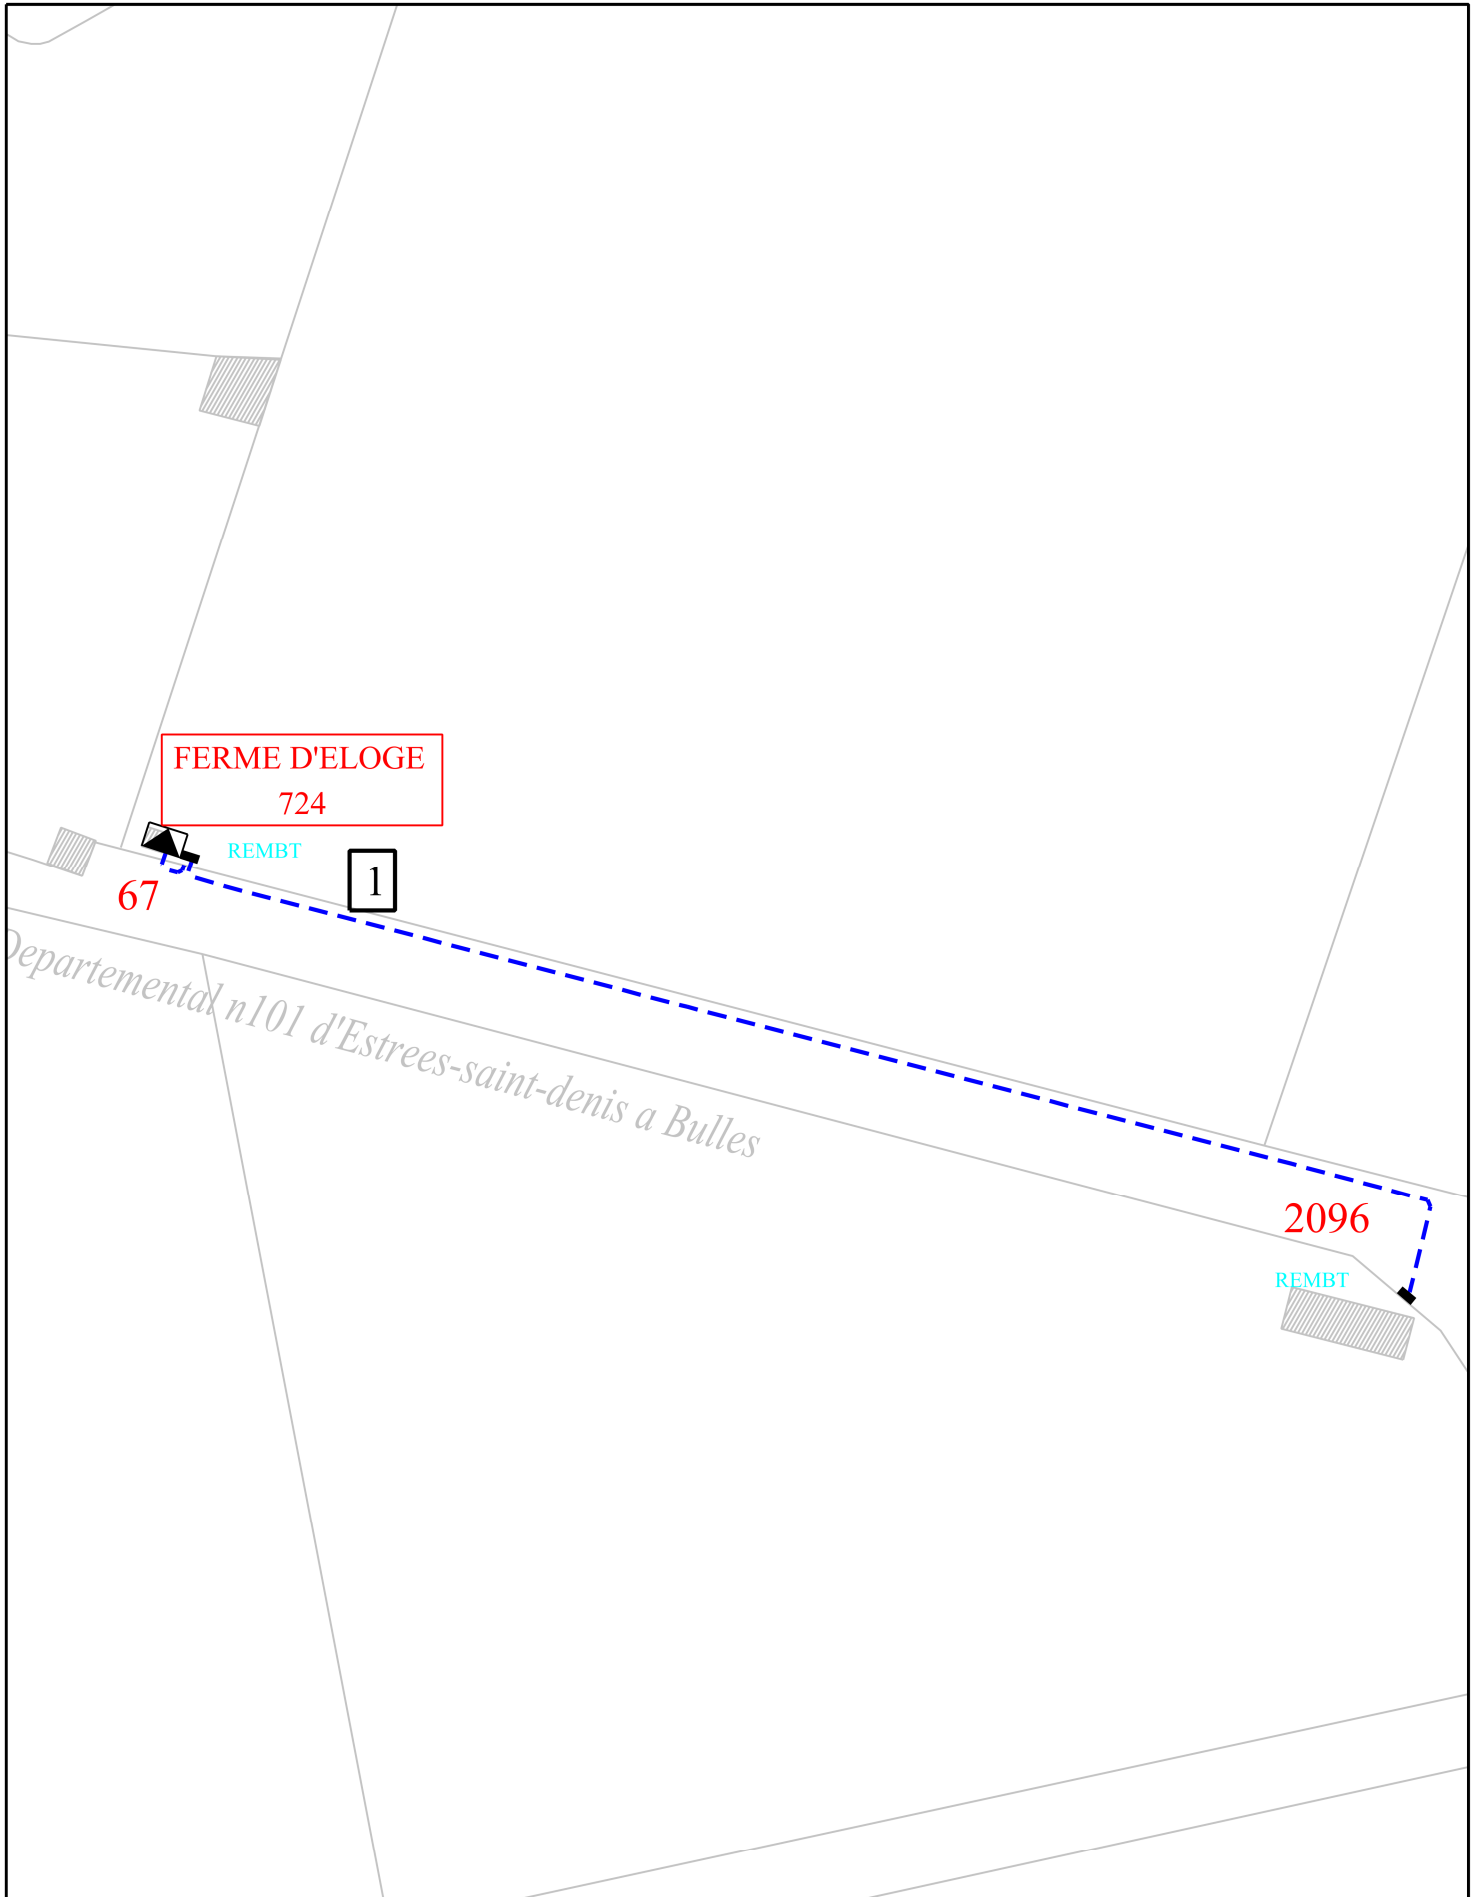 FERME D'ELOGE
724
REMBT
1
67
Departemental n101 d'Estrees-saint-denis a Bulles
2096
REMBT